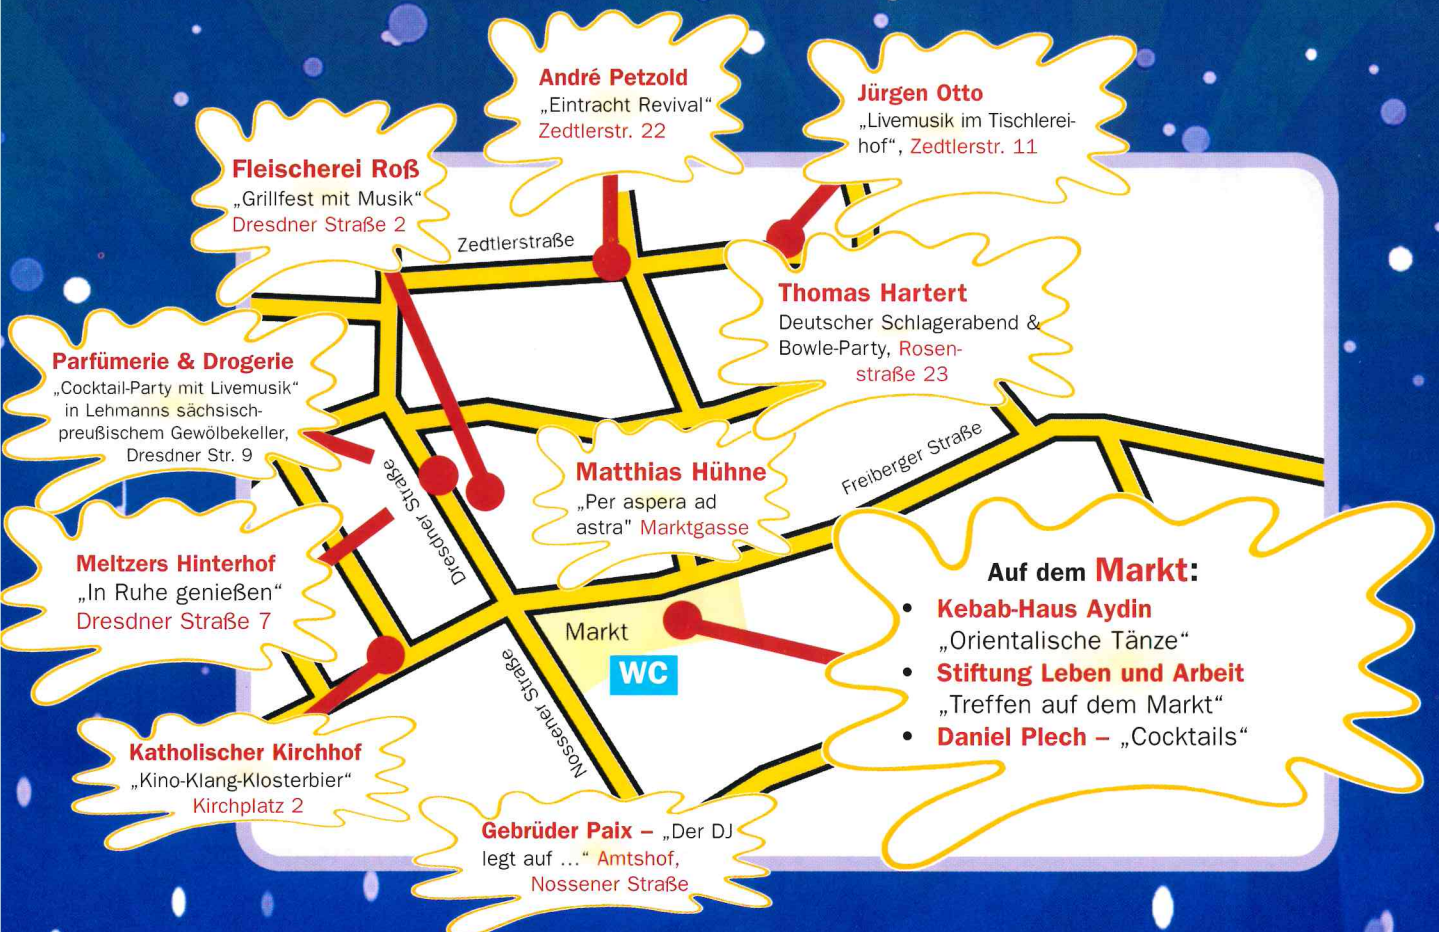 André Petzold
„Eintracht Revival“
Zedtlerstr. 22
Jürgen Otto
„Livemusik im Tischlerei-
hof“, Zedtlerstr. 11
Fleischerei Roß
„Grillfest mit Musik“
Dresdner Straße 2
Zedtlerstraße
Thomas Hartert
Deutscher Schlagerabend &
Bowle-Party, Rosen-
straße 23
Parfümerie & Drogerie
„Cocktail-Party mit Livemusik“
in Lehmanns sächsisch-
preußischem Gewölbekeller,
Dresdner Str. 9
Dresdner Straße
Matthias Hühne
„Per aspera ad
astra" Marktgasse
Freiberger Straße
Meltzers Hinterhof
„In Ruhe genießen“
Dresdner Straße 7
Markt
WC
Nossener Straße
Auf dem Markt:
• Kebab-Haus Aydin
„Orientalische Tänze“
• Stiftung Leben und Arbeit
„Treffen auf dem Markt“
• Daniel Plech – „Cocktails“
Katholischer Kirchhof
„Kino-Klang-Klosterbier“
Kirchplatz 2
Gebrüder Paix – „Der DJ
legt auf ...“ Amtshof,
Nossener Straße